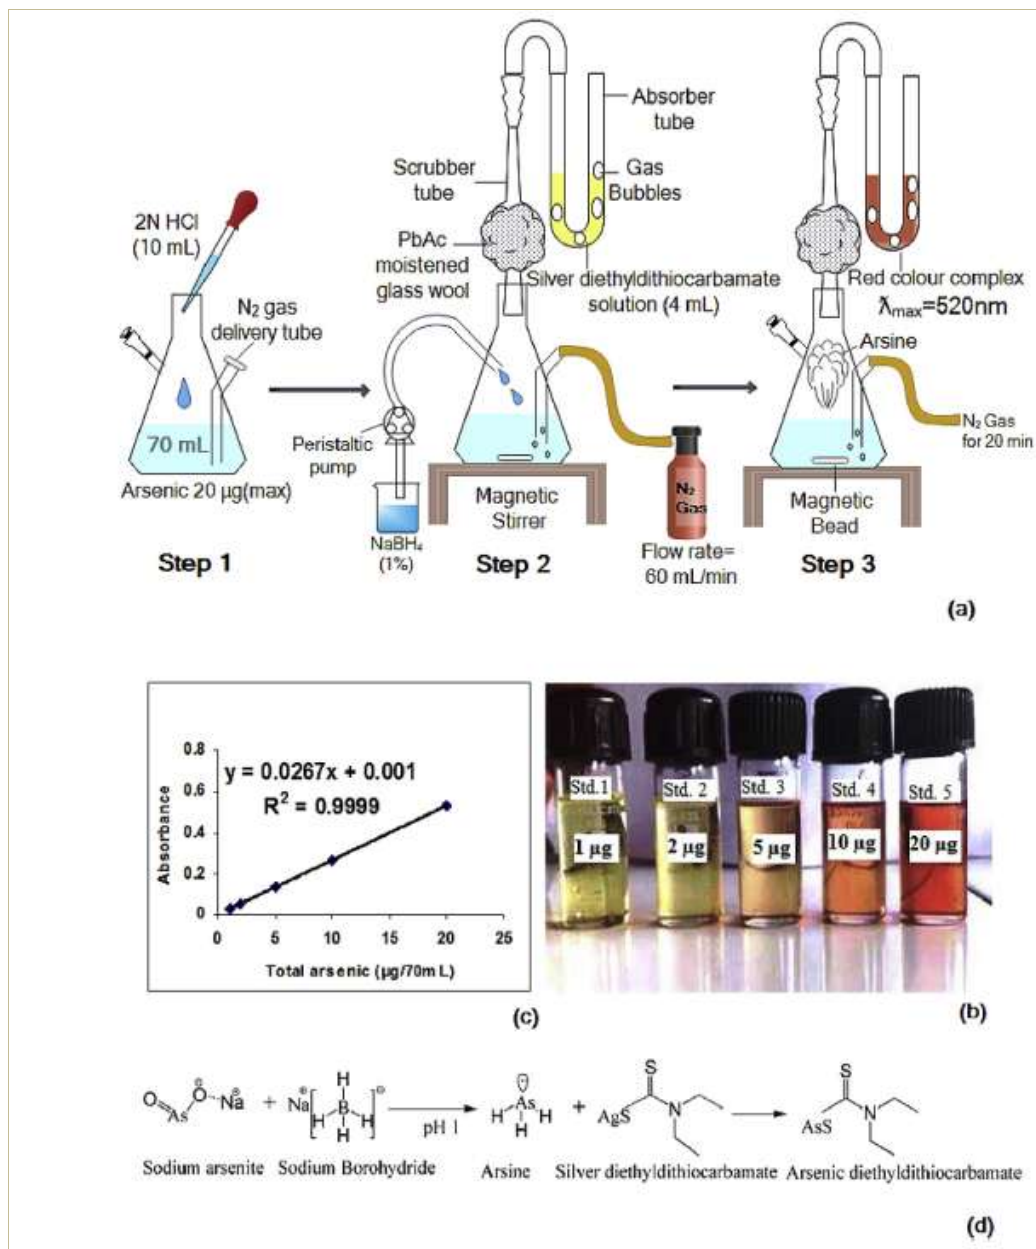 2N HCl
(10 mL)
N₂ gas
delivery tube
70 mL
Arsenic 20 µg(max)
Step 1
Scrubber
tube
PbAc
moistened
glass wool
Absorber
tube
Gas
Bubbles
Silver diethyldithiocarbamate
solution (4 mL)
Peristaltic
pump
NaBH₄
(1%)
Magnetic
Stirrer
Step 2
N₂
Gas
Flow rate=
60 mL/min
Red colour complex
λmax=520nm
Arsine
N₂ Gas
for 20 min
Magnetic
Bead
Step 3
(a)
Absorbance
0.8
0.6
0.4
0.2
0
y = 0.0267x + 0.001
R² = 0.9999
0 5 10 15 20 25
Total arsenic (µg/70mL)
(c)
Std.1 Std. 2 Std. 3 Std. 4 Std. 5
1 µg 2 µg 5 µg 10 µg 20 µg
(b)
O As O⊖ Na⊕ + Na⊕ [H B H H H]⊖ pH 1 As H H H + AgS S N AsS S N
Sodium arsenite Sodium Borohydride Arsine Silver diethyldithiocarbamate Arsenic diethyldithiocarbamate
(d)